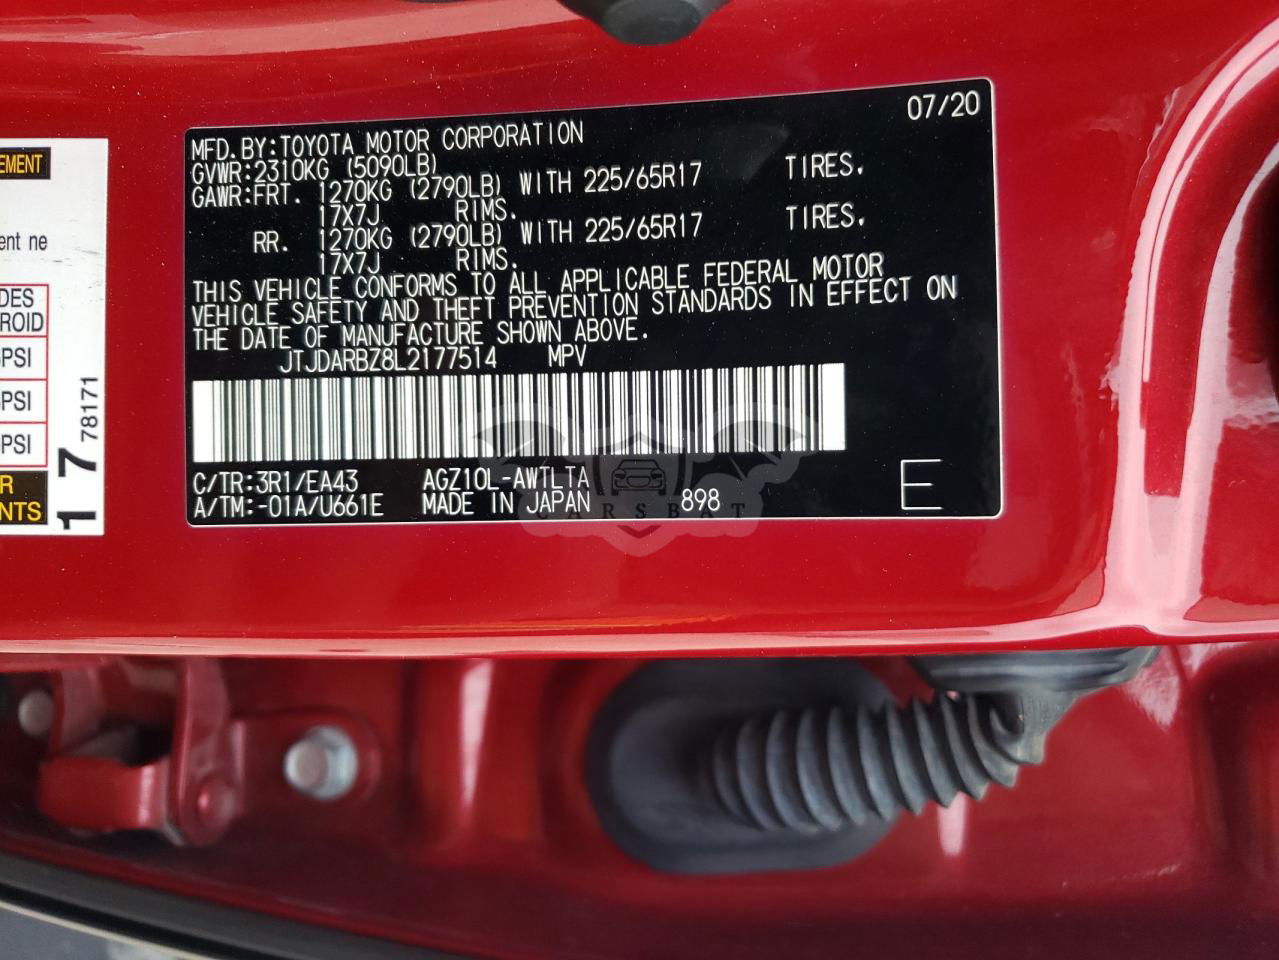 EMENT
ent ne
DES
ROID
PSI
PSI
PSI
R
NTS
1 7 78171
07/20
MFD.BY:TOYOTA MOTOR CORPORATION
GVWR:2310KG (5090LB)
GAWR:FRT. 1270KG (2790LB) WITH 225/65R17 TIRES.
17X7J RIMS.
RR. 1270KG (2790LB) WITH 225/65R17 TIRES.
17X7J RIMS.
THIS VEHICLE CONFORMS TO ALL APPLICABLE FEDERAL MOTOR
VEHICLE SAFETY AND THEFT PREVENTION STANDARDS IN EFFECT ON
THE DATE OF MANUFACTURE SHOWN ABOVE.
JTJDARBZ8L2177514 MPV
C/TR:3R1/EA43 AGZ10L-AWTLTA
A/TM:-01A/U661E MADE IN JAPAN 898
E
CARSBAT